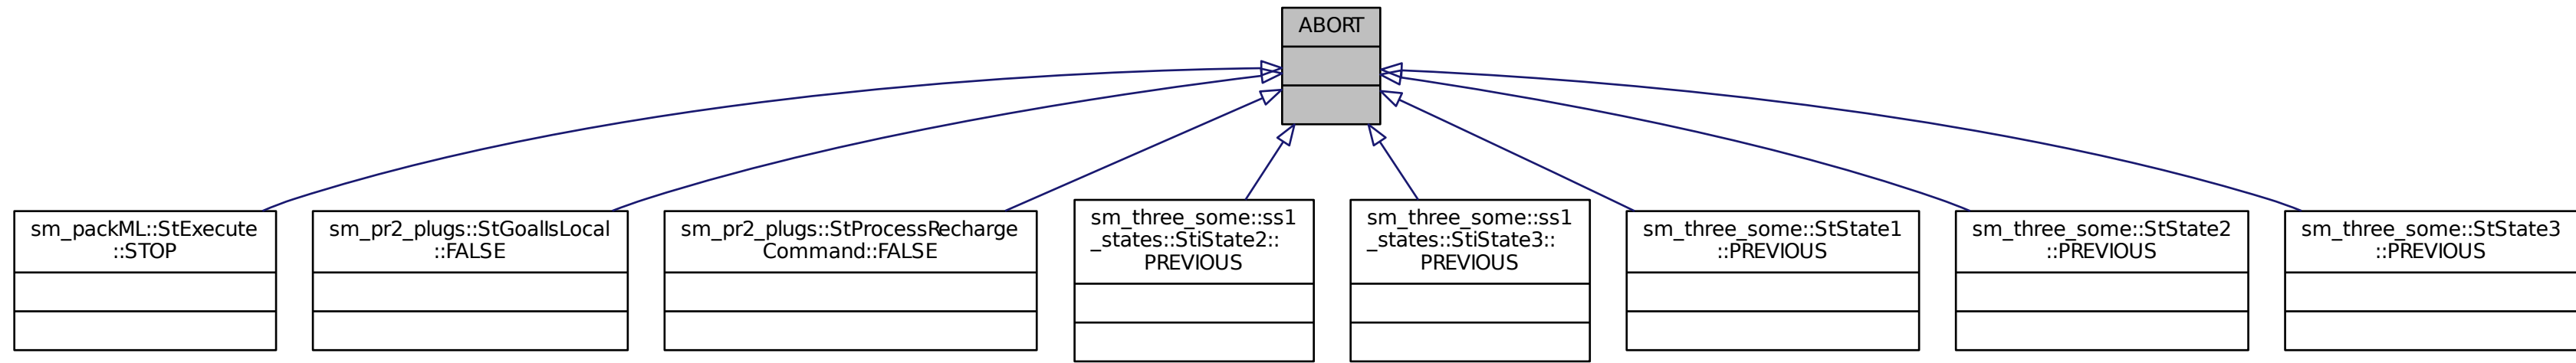 ABORT
sm_packML::StExecute
::STOP
sm_pr2_plugs::StGoalIsLocal
::FALSE
sm_pr2_plugs::StProcessRecharge
Command::FALSE
sm_three_some::ss1
_states::StiState2::
PREVIOUS
sm_three_some::ss1
_states::StiState3::
PREVIOUS
sm_three_some::StState1
::PREVIOUS
sm_three_some::StState2
::PREVIOUS
sm_three_some::StState3
::PREVIOUS